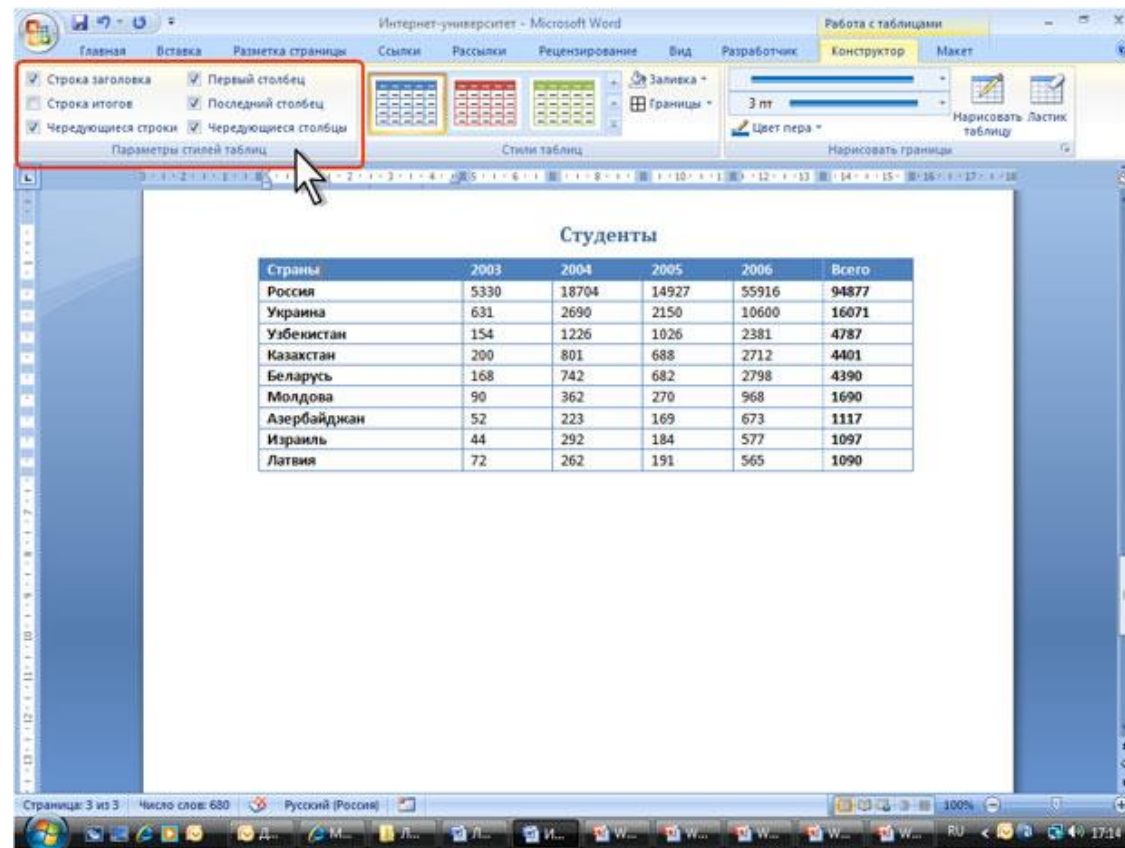 Интернет-университет - Microsoft Word Работа с таблицами
Главная Вставка Разметка страницы Ссылки Рассылки Рецензирование Вид Разработчик Конструктор Макет
Строка заголовка Первый столбец Заливка
Строка итогов Последний столбец Границы 3 пт
Чередующиеся строки Чередующиеся столбцы Цвет пера Нарисовать таблицу Ластик
Параметры стилей таблиц Стили таблиц Нарисовать границы
Студенты
Страны 2003 2004 2005 2006 Всего
Россия 5330 18704 14927 55916 94877
Украина 631 2690 2150 10600 16071
Узбекистан 154 1226 1026 2381 4787
Казахстан 200 801 688 2712 4401
Беларусь 168 742 682 2798 4390
Молдова 90 362 270 968 1690
Азербайджан 52 223 169 673 1117
Израиль 44 292 184 577 1097
Латвия 72 262 191 565 1090
Страница: 3 из 3 Число слов: 680 Русский (Россия) 100%
Д... М... Л... Л... И... W... W... W... W... W... RU 17:14